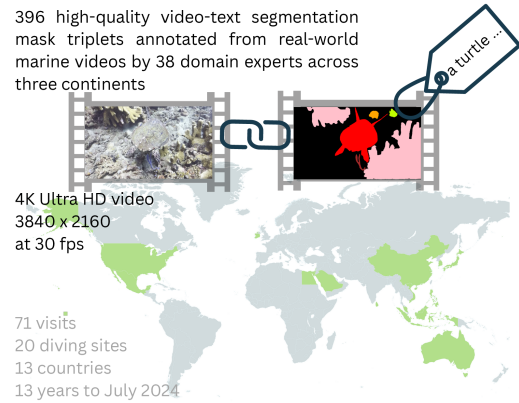 396 high-quality video-text segmentation
mask triplets annotated from real-world
marine videos by 38 domain experts across
three continents
a turtle ...
4K Ultra HD video
3840 x 2160
at 30 fps
71 visits
20 diving sites
13 countries
13 years to July 2024